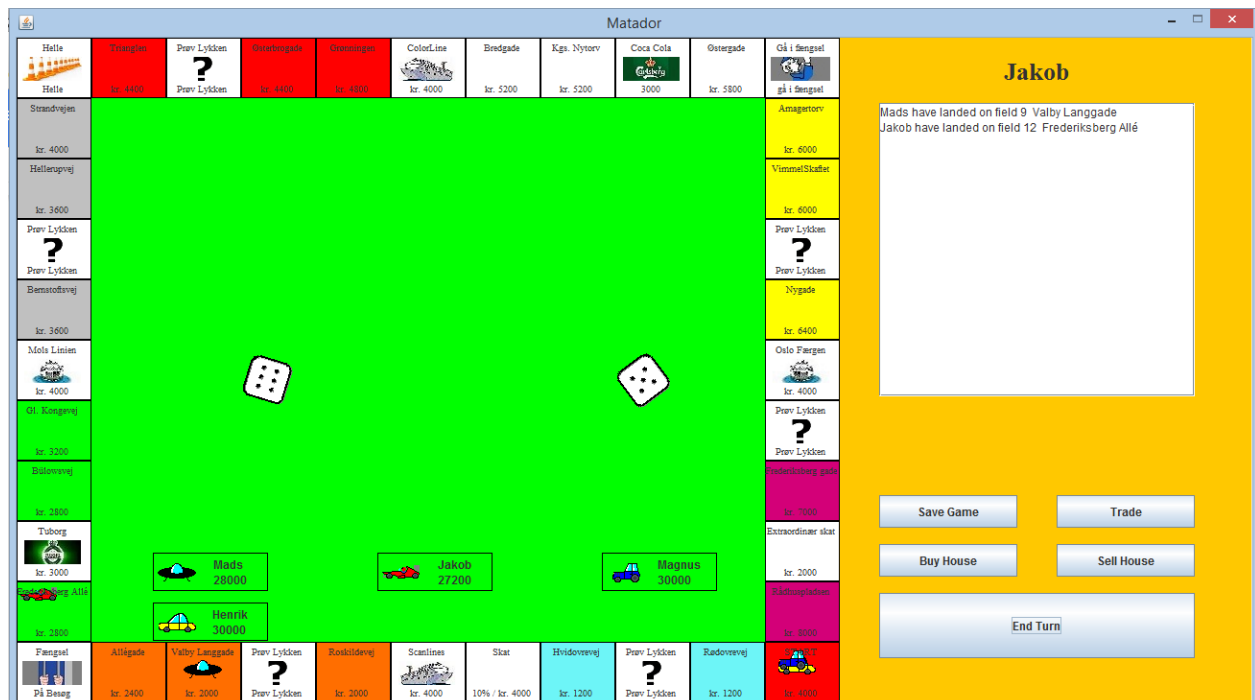 Matador
Helle
Helle
Trianglen
kr. 4400
Prøv Lykken
?
Prøv Lykken
Østerbrogade
kr. 4400
Grønningen
kr. 4800
ColorLine
kr. 4000
Bredgade
kr. 5200
Kgs. Nytorv
kr. 5200
Coca Cola
Carlsberg
3000
Østergade
kr. 5800
Gå i fængsel
gå i fængsel
Strandvejen
kr. 4000
Hellerupvej
kr. 3600
Prøv Lykken
?
Prøv Lykken
Bernstoftsvej
kr. 3600
Mols Linien
kr. 4000
Gl. Kongevej
kr. 3200
Bülowsvej
kr. 2800
Tuborg
kr. 3000
Frederiksberg Allé
kr. 2800
Amagertorv
kr. 6000
VimmelSkaftet
kr. 6000
Prøv Lykken
?
Prøv Lykken
Nygade
kr. 6400
Oslo Færgen
kr. 4000
Prøv Lykken
?
Prøv Lykken
Frederiksberg gade
kr. 7000
Extraordinær skat
kr. 2000
Rådhuspladsen
kr. 8000
Mads
28000
Jakob
27200
Magnus
30000
Henrik
30000
Fængsel
På Besøg
Allégade
kr. 2400
Valby Langgade
kr. 2000
Prøv Lykken
?
Prøv Lykken
Roskildevej
kr. 2000
Scanlines
kr. 4000
Skat
10% / kr. 4000
Hvidovrevej
kr. 1200
Prøv Lykken
?
Prøv Lykken
Rødovrevej
kr. 1200
START
kr. 4000
Jakob
Mads have landed on field 9 Valby Langgade
Jakob have landed on field 12 Frederiksberg Allé
Save Game
Trade
Buy House
Sell House
End Turn